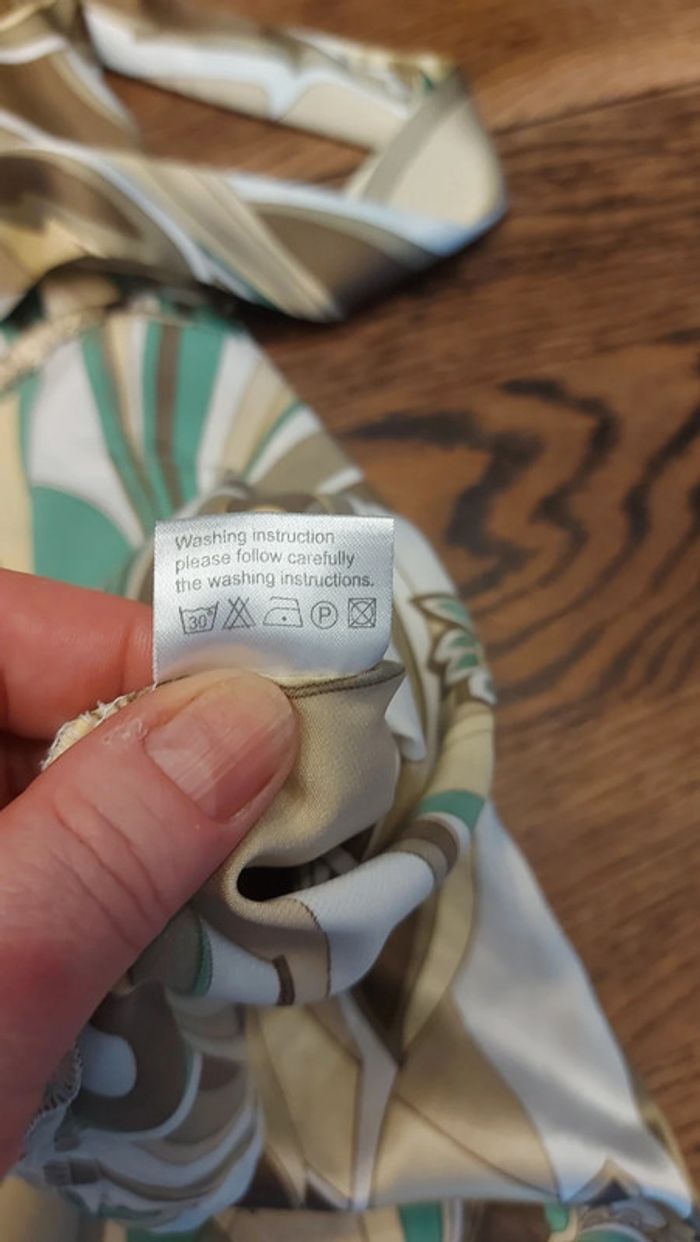 Washing instruction
please follow carefully
the washing instructions.
30° P